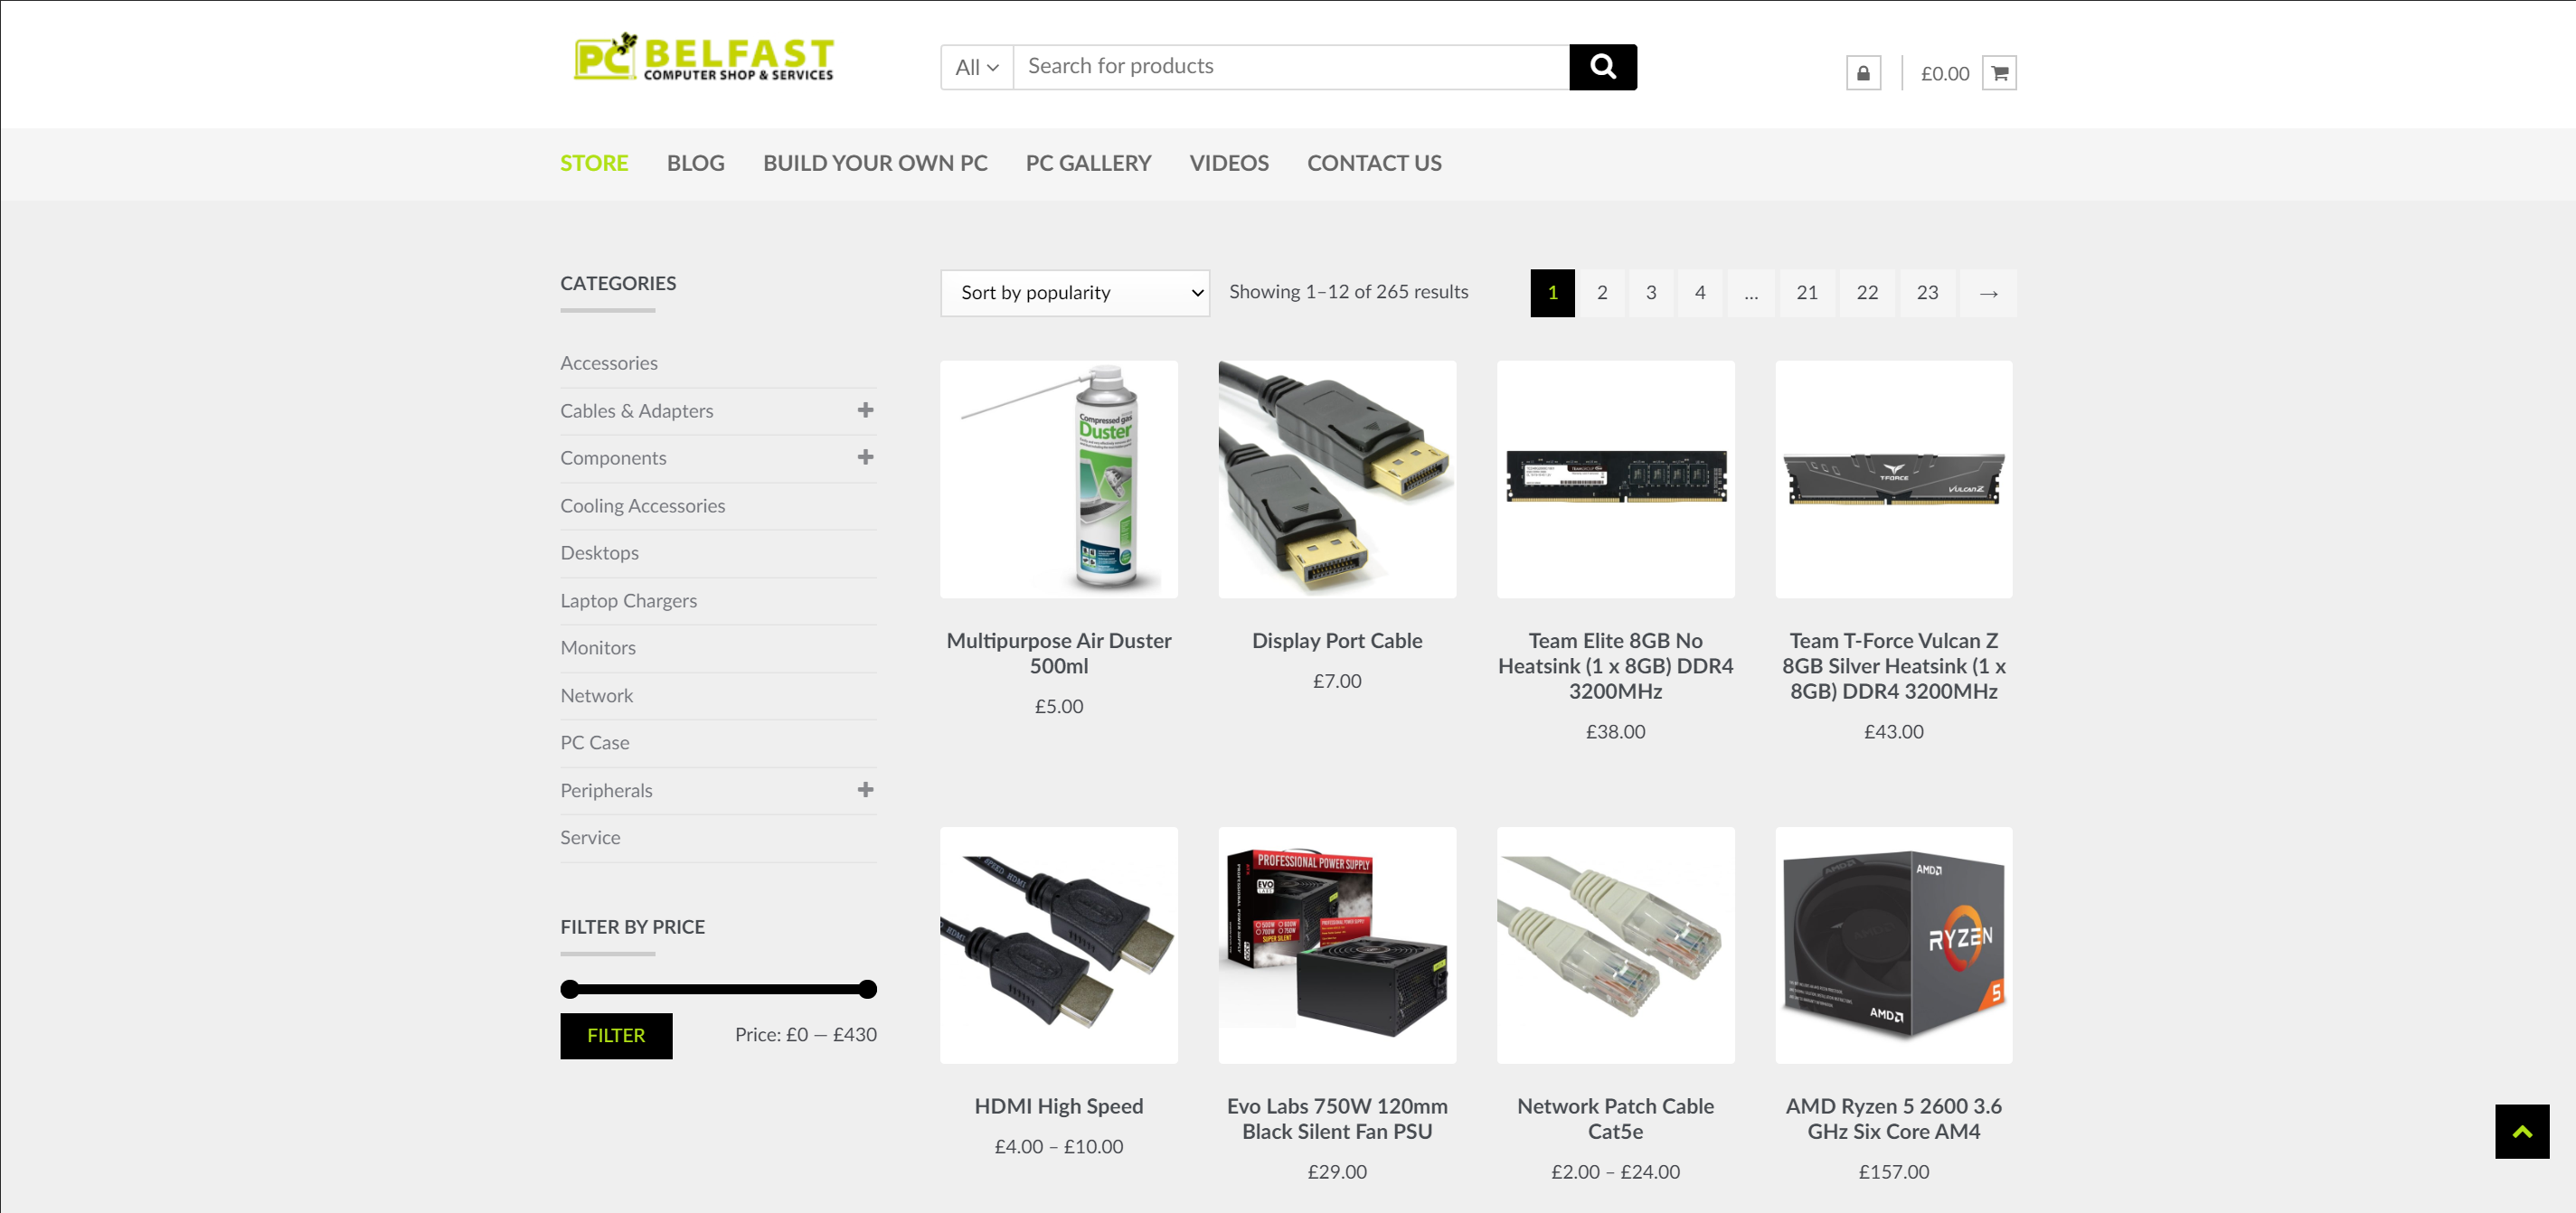 PC BELFAST
COMPUTER SHOP & SERVICES
All
Search for products
£0.00
STORE
BLOG
BUILD YOUR OWN PC
PC GALLERY
VIDEOS
CONTACT US
CATEGORIES
Accessories
Cables & Adapters
Components
Cooling Accessories
Desktops
Laptop Chargers
Monitors
Network
PC Case
Peripherals
Service
FILTER BY PRICE
FILTER
Price: £0 — £430
Sort by popularity
Showing 1–12 of 265 results
1 2 3 4 ... 21 22 23 →
Compressed gas
Duster
T-FORCE
VULCAN Z
Multipurpose Air Duster
500ml
£5.00
Display Port Cable
£7.00
Team Elite 8GB No
Heatsink (1 x 8GB) DDR4
3200MHz
£38.00
Team T-Force Vulcan Z
8GB Silver Heatsink (1 x
8GB) DDR4 3200MHz
£43.00
SPEED HDMI
PROFESSIONAL POWER SUPPLY
EVO
SUPER SILENT
AMD
RYZEN
5
AMD
HDMI High Speed
£4.00 – £10.00
Evo Labs 750W 120mm
Black Silent Fan PSU
£29.00
Network Patch Cable
Cat5e
£2.00 – £24.00
AMD Ryzen 5 2600 3.6
GHz Six Core AM4
£157.00